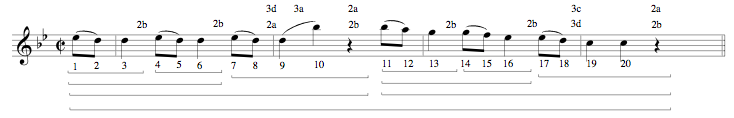 3d 3a 2a 3c 2a
2b 2b 2b 2a 2b 2b 2b 3d 2b
1 2 3 4 5 6 7 8 9 10 11 12 13 14 15 16 17 18 19 20